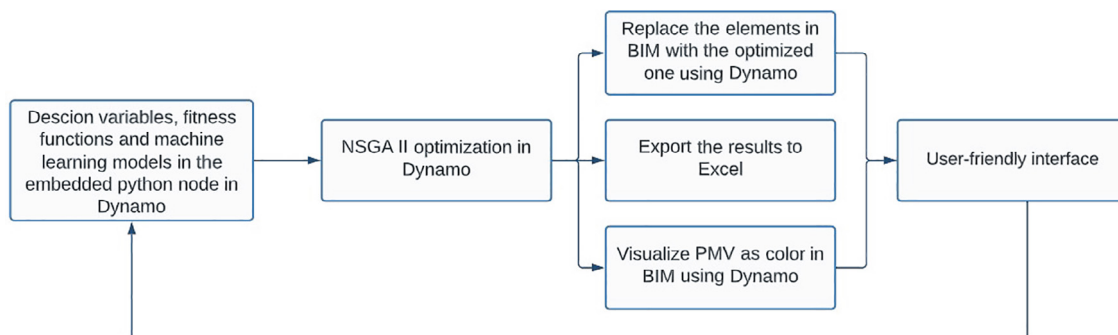 Descion variables, fitness
functions and machine
learning models in the
embedded python node in
Dynamo
NSGA II optimization in
Dynamo
Replace the elements in
BIM with the optimized
one using Dynamo
Export the results to
Excel
Visualize PMV as color in
BIM using Dynamo
User-friendly interface